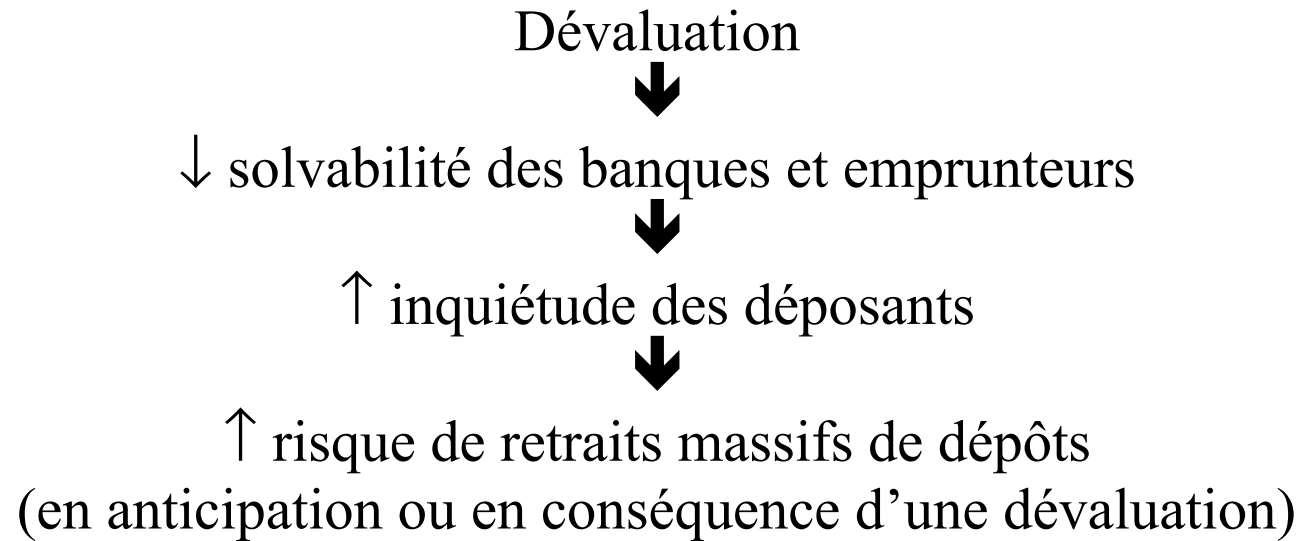 Dévaluation
↓ solvabilité des banques et emprunteurs
↑ inquiétude des déposants
↑ risque de retraits massifs de dépôts
(en anticipation ou en conséquence d’une dévaluation)